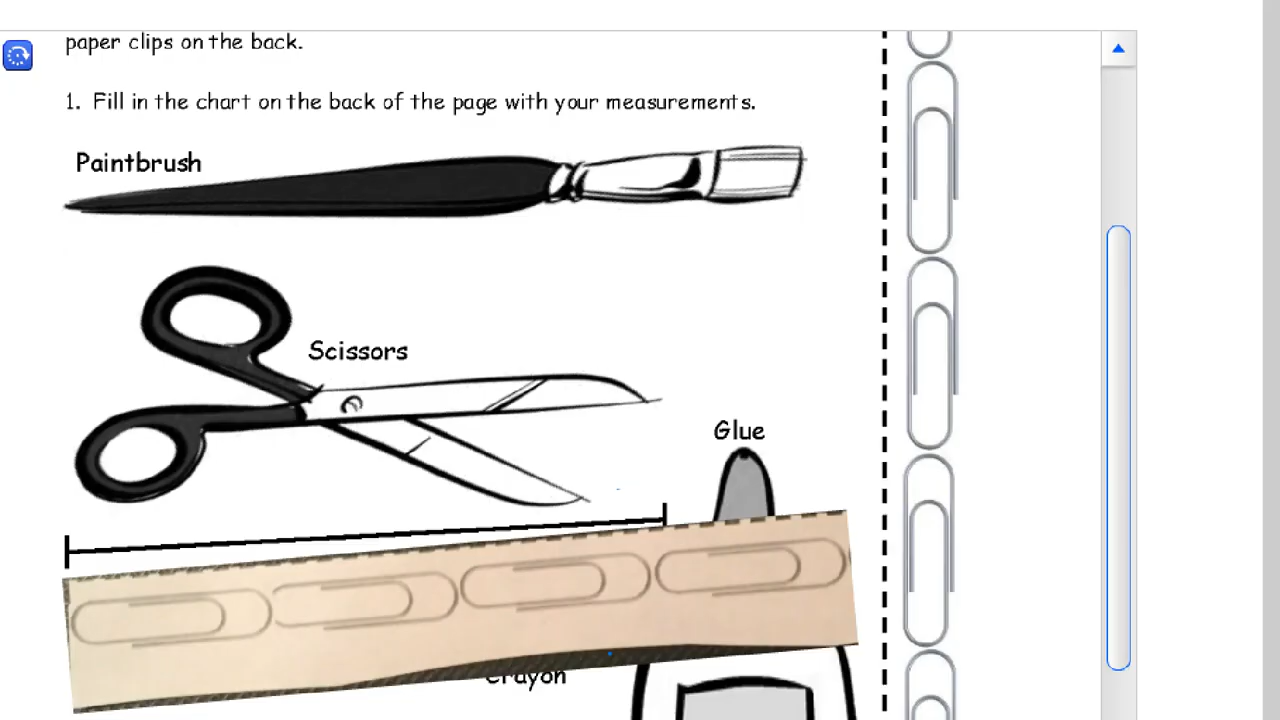 paper clips on the back.
1. Fill in the chart on the back of the page with your measurements.
Paintbrush
Scissors
Glue
Crayon